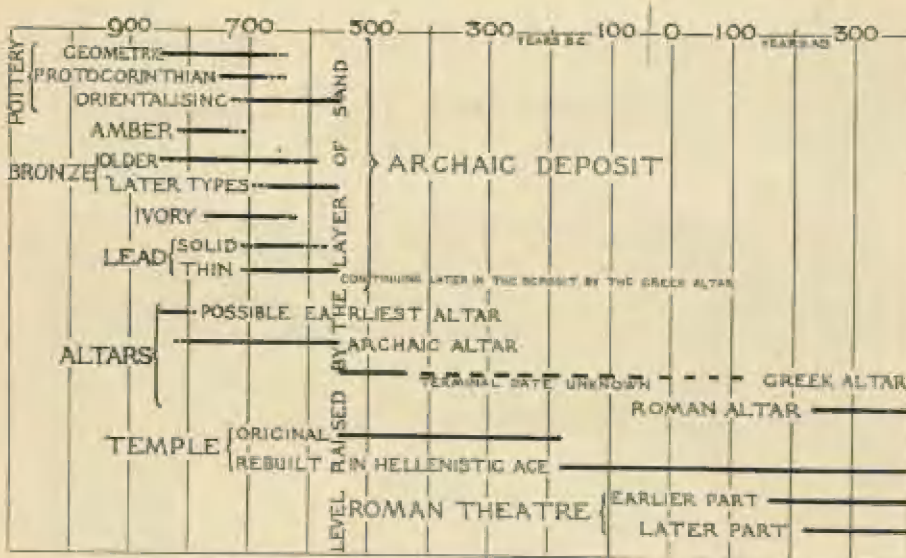 900 700 500 300 YEARS B.C. 100 0 100 YEARS A.D. 300
POTTERY
GEOMETRIC
PROTOCORINTHIAN
ORIENTALISING
AMBER
BRONZE
OLDER
LATER TYPES
IVORY
LEAD
SOLID
THIN
ARCHAIC DEPOSIT
CONTINUING LATER IN THE DEPOSIT BY THE GREEK ALTAR
LEVEL RAISED BY THE LAYER OF SAND
ALTARS
POSSIBLE EARLIEST ALTAR
ARCHAIC ALTAR
TERMINAL DATE UNKNOWN GREEK ALTAR
ROMAN ALTAR
TEMPLE
ORIGINAL
REBUILT IN HELLENISTIC AGE
ROMAN THEATRE
EARLIER PART
LATER PART